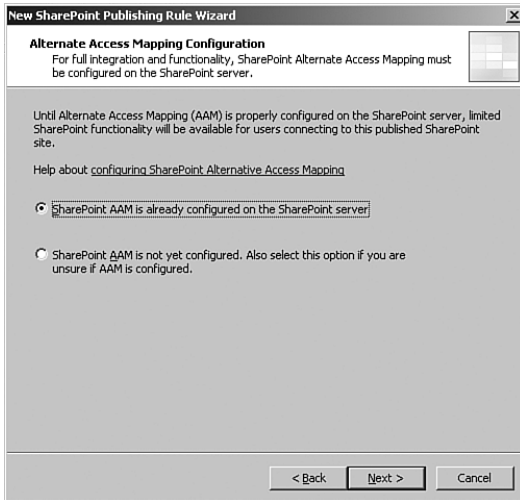 New SharePoint Publishing Rule Wizard
Alternate Access Mapping Configuration
For full integration and functionality, SharePoint Alternate Access Mapping must
be configured on the SharePoint server.
Until Alternate Access Mapping (AAM) is properly configured on the SharePoint server, limited
SharePoint functionality will be available for users connecting to this published SharePoint
site.
Help about configuring SharePoint Alternative Access Mapping
SharePoint AAM is already configured on the SharePoint server
SharePoint AAM is not yet configured. Also select this option if you are
unsure if AAM is configured.
< Back
Next >
Cancel